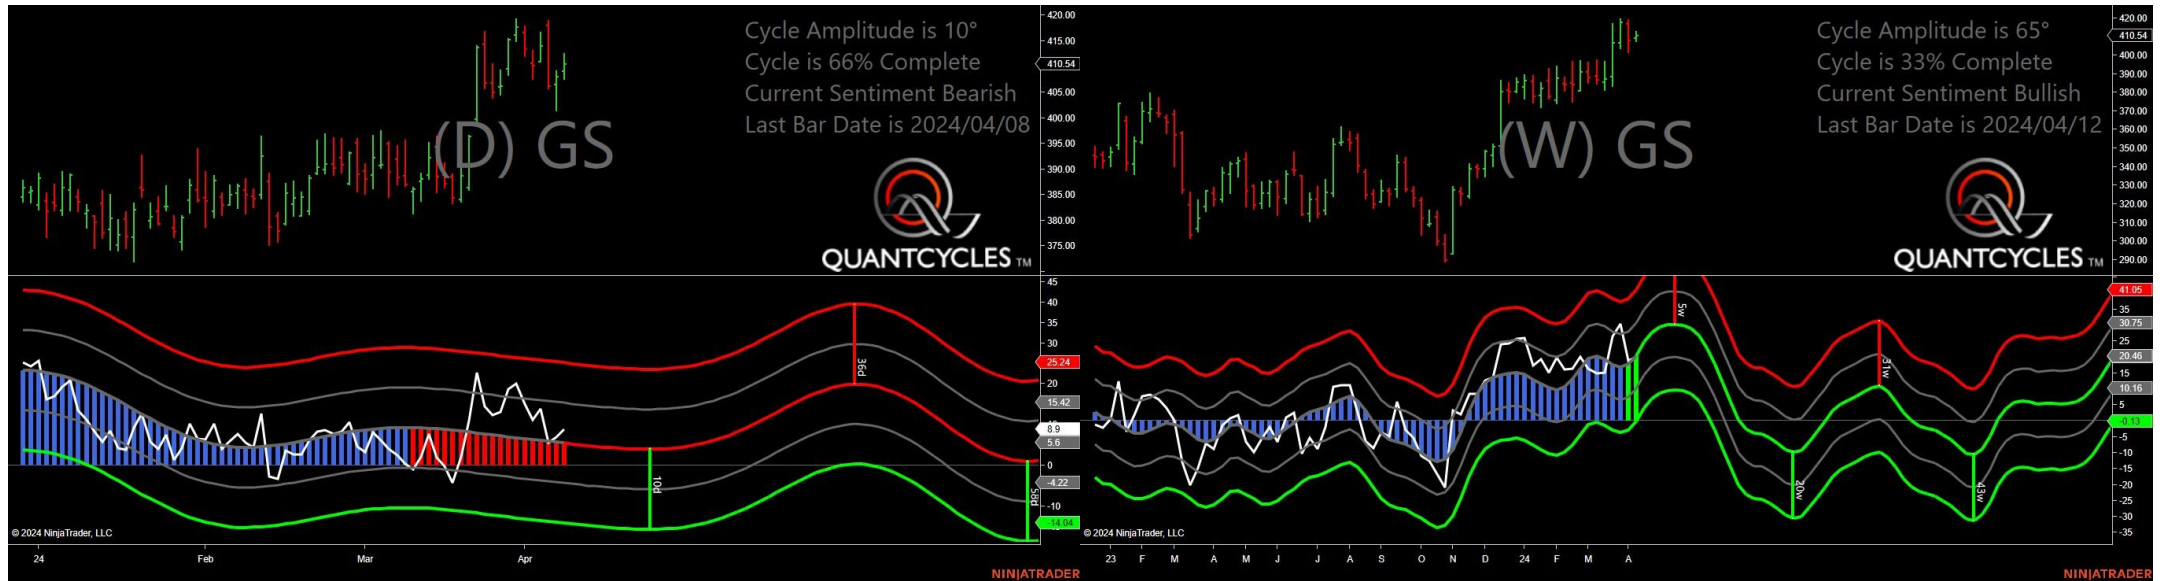 Cycle Amplitude is 10°
Cycle is 66% Complete
Current Sentiment Bearish
Last Bar Date is 2024/04/08
(D) GS
QUANTCYCLES TM
420.00
415.00
410.54
405.00
400.00
395.00
390.00
385.00
380.00
375.00
45
40
35
30
25.24
20
15.42
8.9
5.6
0
-4.22
-10
-14.04
36d
10d
58d
© 2024 NinjaTrader, LLC
24 Feb Mar Apr
NINJATRADER
Cycle Amplitude is 65°
Cycle is 33% Complete
Current Sentiment Bullish
Last Bar Date is 2024/04/12
(W) GS
QUANTCYCLES TM
420.00
410.54
400.00
390.00
380.00
370.00
360.00
350.00
340.00
330.00
320.00
310.00
300.00
290.00
41.05
35
30.75
25
20.46
15
10.16
5
-0.13
-5
-10
-15
-20
-25
-30
-35
5w
20w
31w
43w
© 2024 NinjaTrader, LLC
23 F M A M J J A S O N D 24 F M A
NINJATRADER